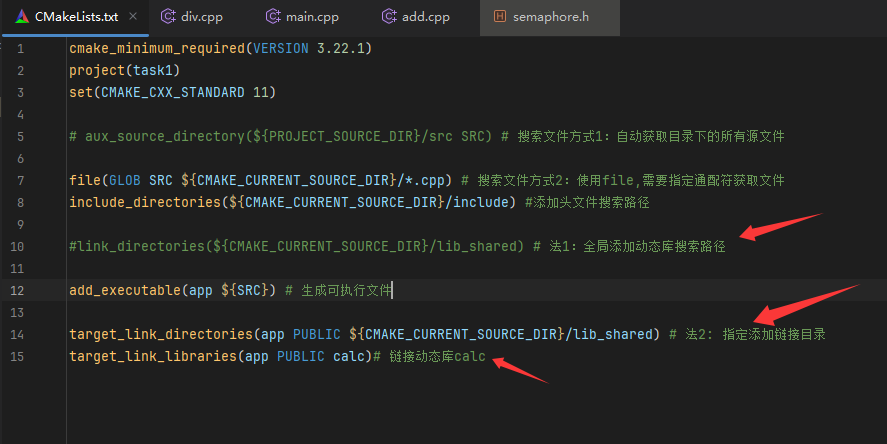 CMakeLists.txt × div.cpp main.cpp add.cpp semaphore.h
1 cmake_minimum_required(VERSION 3.22.1)
2 project(task1)
3 set(CMAKE_CXX_STANDARD 11)
4
5 # aux_source_directory(${PROJECT_SOURCE_DIR}/src SRC) # 搜索文件方式1: 自动获取目录下的所有源文件
6
7 file(GLOB SRC ${CMAKE_CURRENT_SOURCE_DIR}/*.cpp) # 搜索文件方式2: 使用file,需要指定通配符获取文件
8 include_directories(${CMAKE_CURRENT_SOURCE_DIR}/include) #添加头文件搜索路径
9
10 #link_directories(${CMAKE_CURRENT_SOURCE_DIR}/lib_shared) # 法1: 全局添加动态库搜索路径
11
12 add_executable(app ${SRC}) # 生成可执行文件
13
14 target_link_directories(app PUBLIC ${CMAKE_CURRENT_SOURCE_DIR}/lib_shared) # 法2: 指定添加链接目录
15 target_link_libraries(app PUBLIC calc)# 链接动态库calc